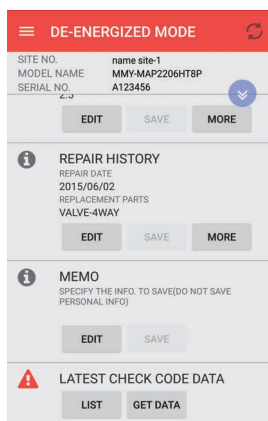 DE-ENERGIZED MODE
SITE NO. name site-1
MODEL NAME MMY-MAP2206HT8P
SERIAL NO. A123456
2.5
EDIT SAVE MORE
REPAIR HISTORY
REPAIR DATE
2015/06/02
REPLACEMENT PARTS
VALVE-4WAY
EDIT SAVE MORE
MEMO
SPECIFY THE INFO. TO SAVE(DO NOT SAVE
PERSONAL INFO)
EDIT SAVE
LATEST CHECK CODE DATA
LIST GET DATA